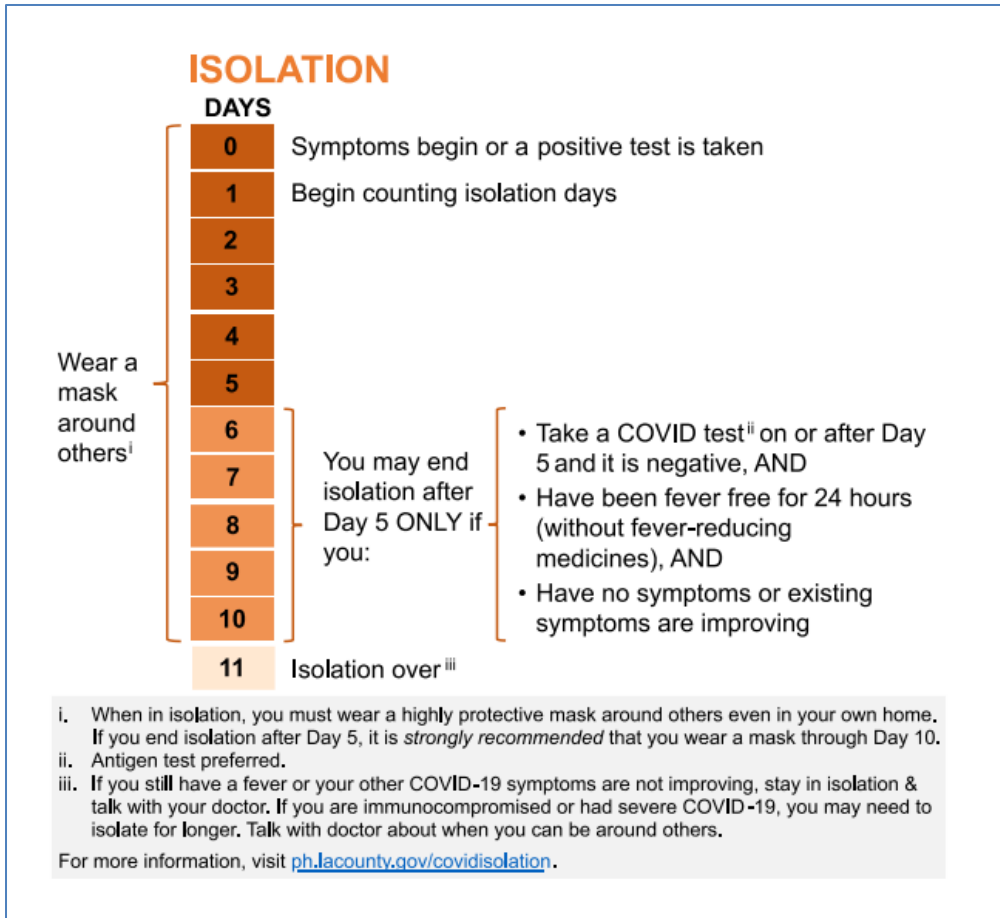 ISOLATION
DAYS
0 Symptoms begin or a positive test is taken
1 Begin counting isolation days
2
3
4
5
6
7
8
9
10
11 Isolation over iii
Wear a
mask
around
others i
You may end
isolation after
Day 5 ONLY if
you:
• Take a COVID test ii on or after Day
5 and it is negative, AND
• Have been fever free for 24 hours
(without fever-reducing
medicines), AND
• Have no symptoms or existing
symptoms are improving
i. When in isolation, you must wear a highly protective mask around others even in your own home.
If you end isolation after Day 5, it is strongly recommended that you wear a mask through Day 10.
ii. Antigen test preferred.
iii. If you still have a fever or your other COVID-19 symptoms are not improving, stay in isolation &
talk with your doctor. If you are immunocompromised or had severe COVID-19, you may need to
isolate for longer. Talk with doctor about when you can be around others.
For more information, visit ph.lacounty.gov/covidisolation.